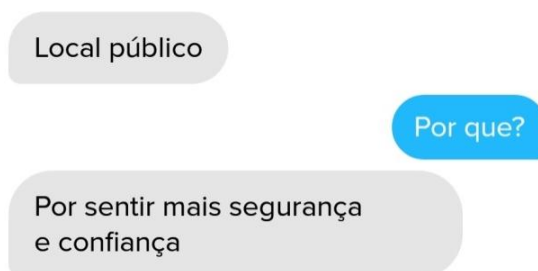 Local público
Por que?
Por sentir mais segurança
e confiança